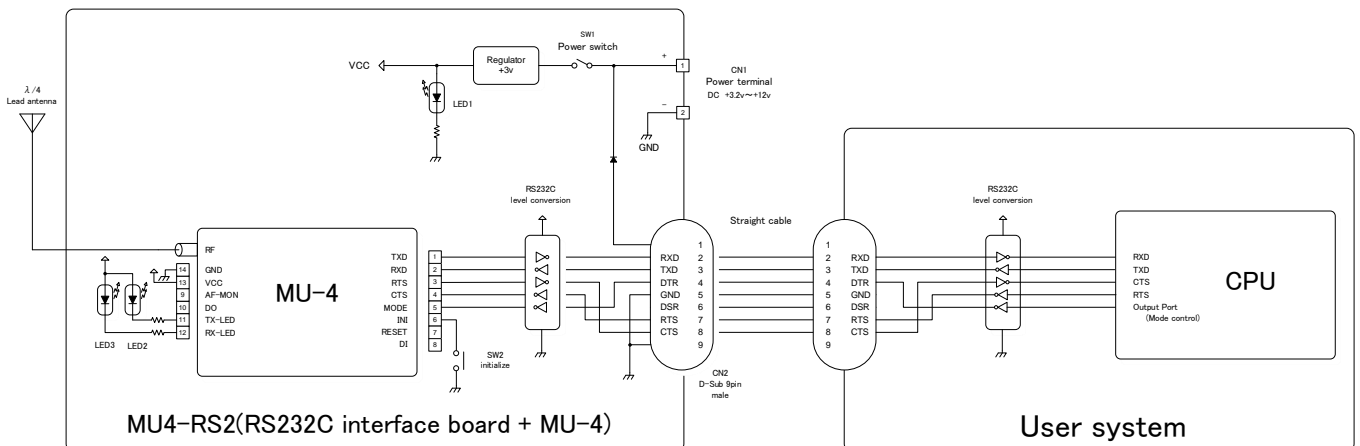 SW1
Power switch
VCC
Regulator
+3v
+
1
CN1
Power terminal
DC +3.2v～+12v
LED1
-
2
GND
λ/4
Lead antenna
RS232C
level conversion
Straight cable
RS232C
level conversion
RF
14 GND
13 VCC
9 AF-MON
10 DO
11 TX-LED
12 RX-LED
LED3 LED2
MU-4
TXD 1
RXD 2
RTS 3
CTS 4
MODE 5
INI 6
RESET 7
DI 8
SW2
initialize
1
RXD 2
TXD 3
DTR 4
GND 5
DSR 6
RTS 7
CTS 8
9
CN2
D-Sub 9pin
male
1
2 RXD
3 TXD
4 DTR
5 GND
6 DSR
7 RTS
8 CTS
9
RXD
TXD
CTS
RTS
Output Port
(Mode control)
CPU
MU4-RS2(RS232C interface board + MU-4)
User system